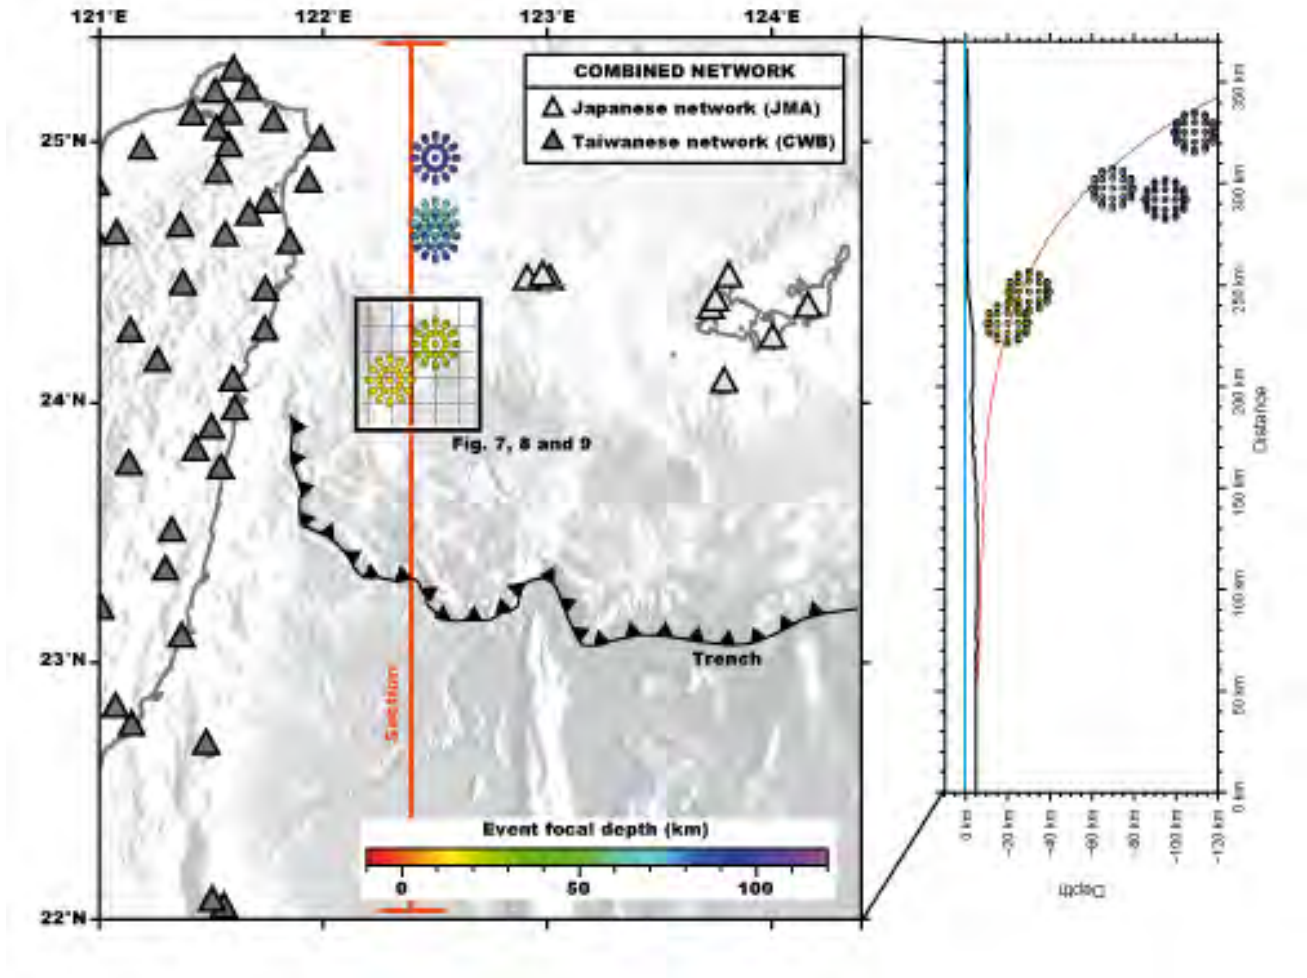 121°E
122°E
123°E
124°E
25°N
24°N
23°N
22°N
COMBINED NETWORK
Japanese network (JMA)
Taiwanese network (CWB)
Fig. 7, 8 and 9
Trench
Section
Event focal depth (km)
0
50
100
350 km
300 km
250 km
200 km
150 km
100 km
50 km
0 km
Distance
0 km
-20 km
-40 km
-60 km
-80 km
-100 km
-120 km
Depth